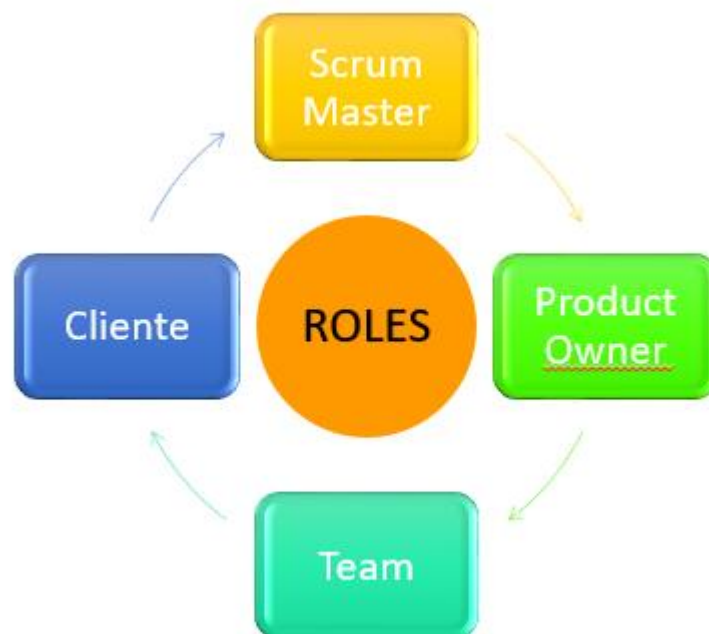 Scrum
Master
Cliente
ROLES
Product
Owner
Team